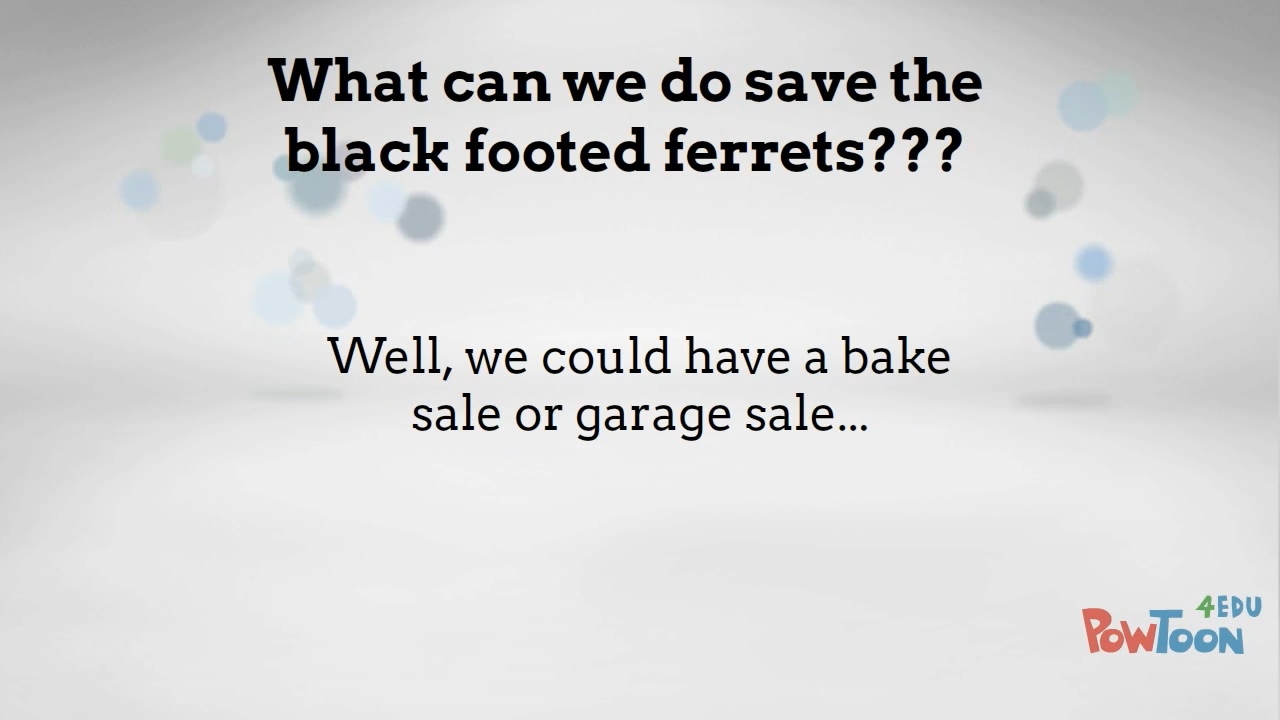 What can we do save the
black footed ferrets???
Well, we could have a bake
sale or garage sale...
4EDU
POWTOON